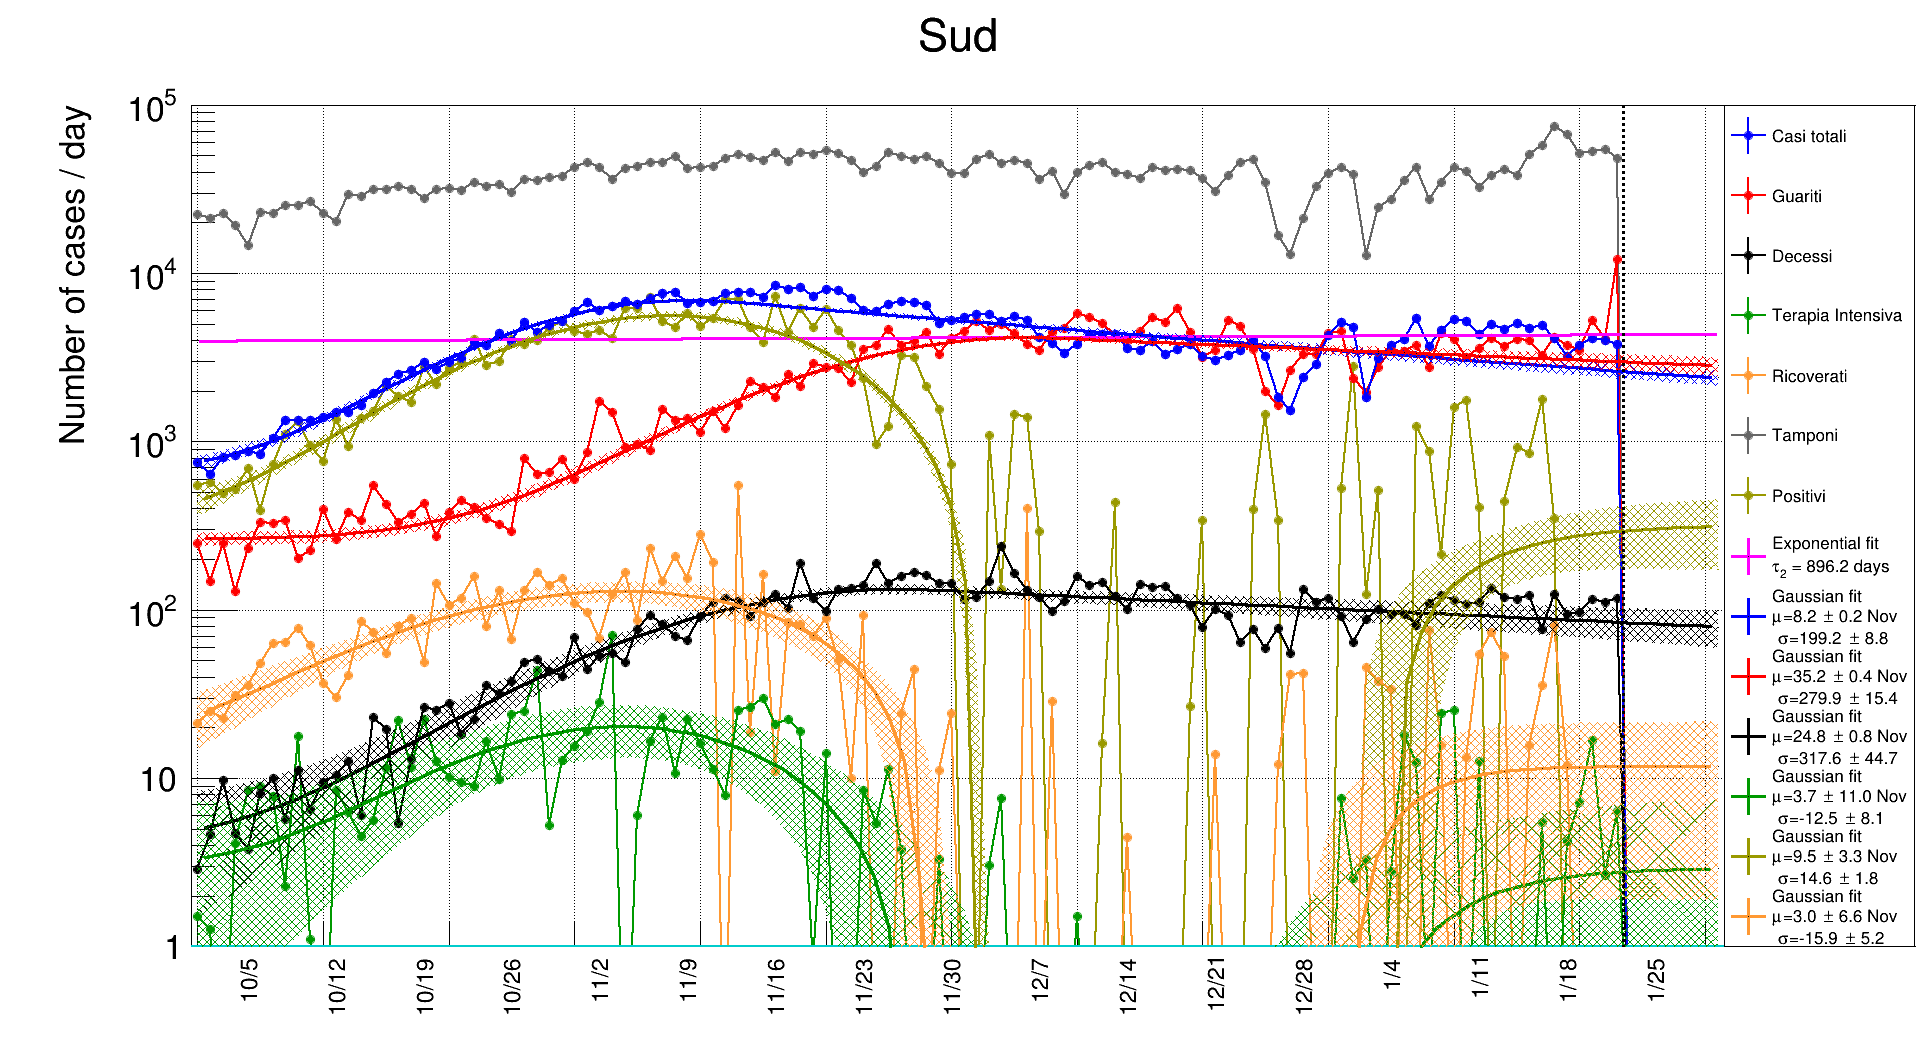 Sud
Number of cases / day
10^5
10^4
10^3
10^2
10
1
10/5
10/12
10/19
10/26
11/2
11/9
11/16
11/23
11/30
12/7
12/14
12/21
12/28
1/4
1/11
1/18
1/25
Casi totali
Guariti
Decessi
Terapia Intensiva
Ricoverati
Tamponi
Positivi
Exponential fit
τ₂ = 896.2 days
Gaussian fit
μ=8.2 ± 0.2 Nov
σ=199.2 ± 8.8
Gaussian fit
μ=35.2 ± 0.4 Nov
σ=279.9 ± 15.4
Gaussian fit
μ=24.8 ± 0.8 Nov
σ=317.6 ± 44.7
Gaussian fit
μ=3.7 ± 11.0 Nov
σ=-12.5 ± 8.1
Gaussian fit
μ=9.5 ± 3.3 Nov
σ=14.6 ± 1.8
Gaussian fit
μ=3.0 ± 6.6 Nov
σ=-15.9 ± 5.2